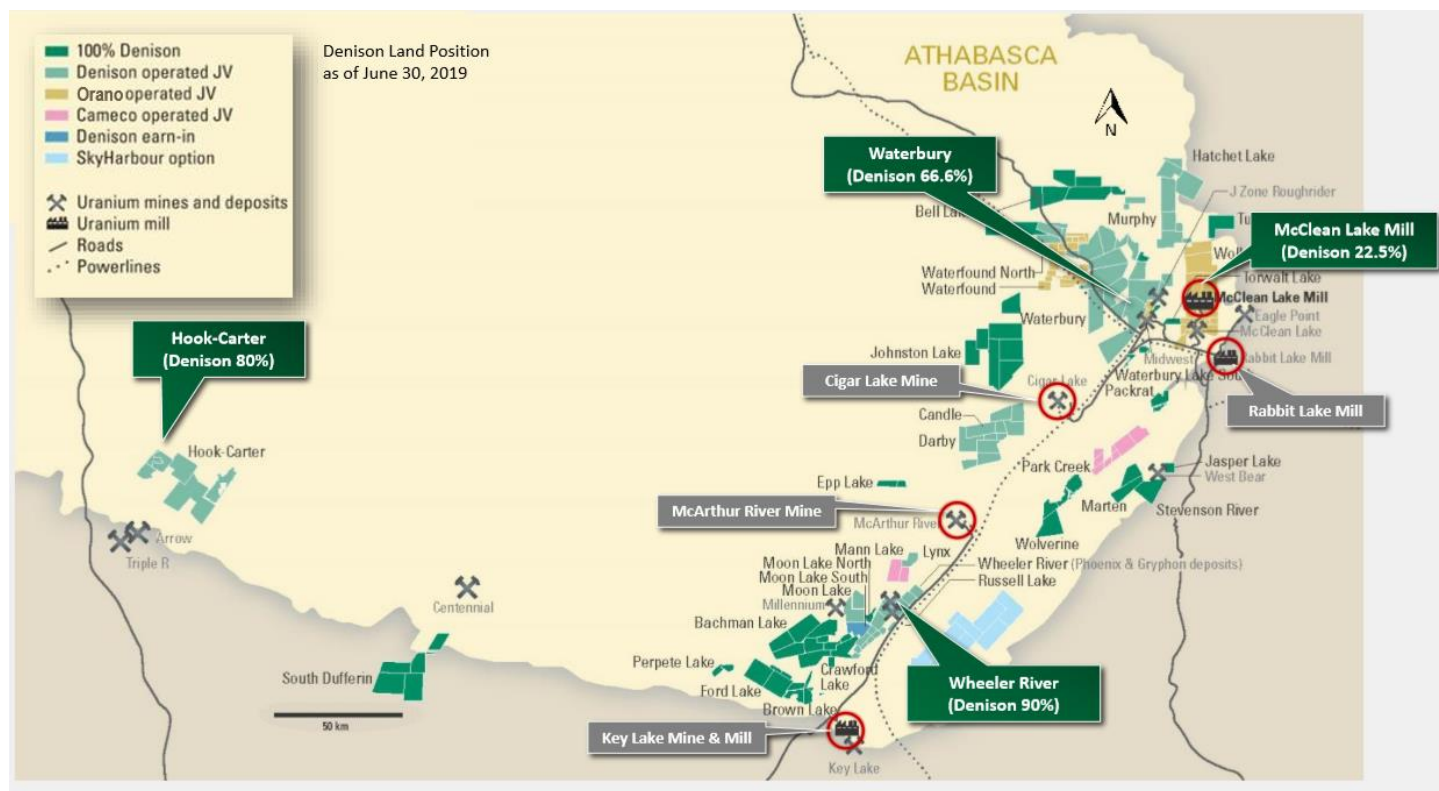 100% Denison
Denison operated JV
Orano operated JV
Cameco operated JV
Denison earn-in
SkyHarbour option
Uranium mines and deposits
Uranium mill
Roads
Powerlines
Denison Land Position
as of June 30, 2019
ATHABASCA
BASIN
N
Waterbury
(Denison 66.6%)
Hatchet Lake
J Zone Roughrider
Bell
Murphy
McClean Lake Mill
(Denison 22.5%)
Waterfound North
Waterfound
Torwalt Lake
McClean Lake Mill
Eagle Point
McClean Lake
Waterbury
Hook-Carter
(Denison 80%)
Johnston Lake
Midwest
Rabbit Lake Mill
Waterbury Lake
Packrat
Cigar Lake Mine
Cigar Lake
Rabbit Lake Mill
Candle
Darby
Hook-Carter
Park Creek
Jasper Lake
West Bear
Epp Lake
Marten
Stevenson River
McArthur River Mine
McArthur River
Wolverine
Arrow
Triple R
Mann Lake
Lynx
Moon Lake North
Moon Lake South
Moon Lake
Wheeler River (Phoenix & Gryphon deposits)
Russell Lake
Millennium
Centennial
Bachman Lake
Perpete Lake
Crawford
Lake
South Dufferin
Ford Lake
Brown Lake
Wheeler River
(Denison 90%)
50 km
Key Lake Mine & Mill
Key Lake